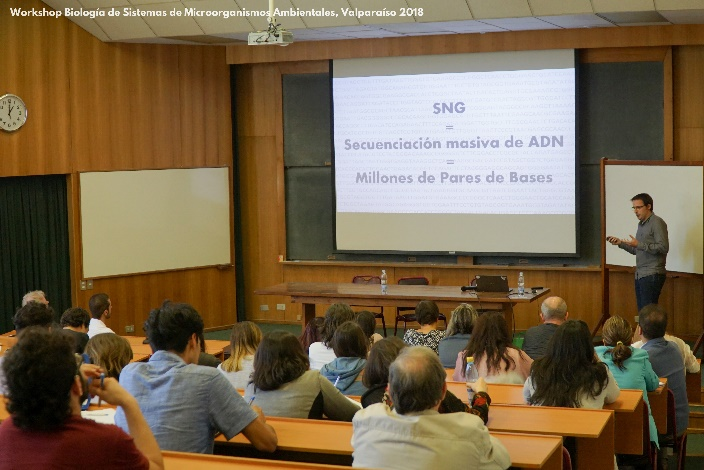 Workshop Biología de Sistemas de Microorganismos Ambientales, Valparaíso 2018
SNG
=
Secuenciación masiva de ADN
=
Millones de Pares de Bases